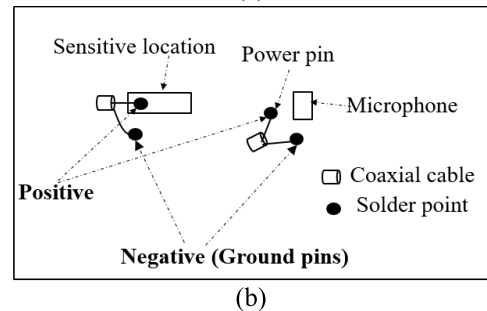 Sensitive location
Power pin
Microphone
Coaxial cable
Solder point
Positive
Negative (Ground pins)
(b)